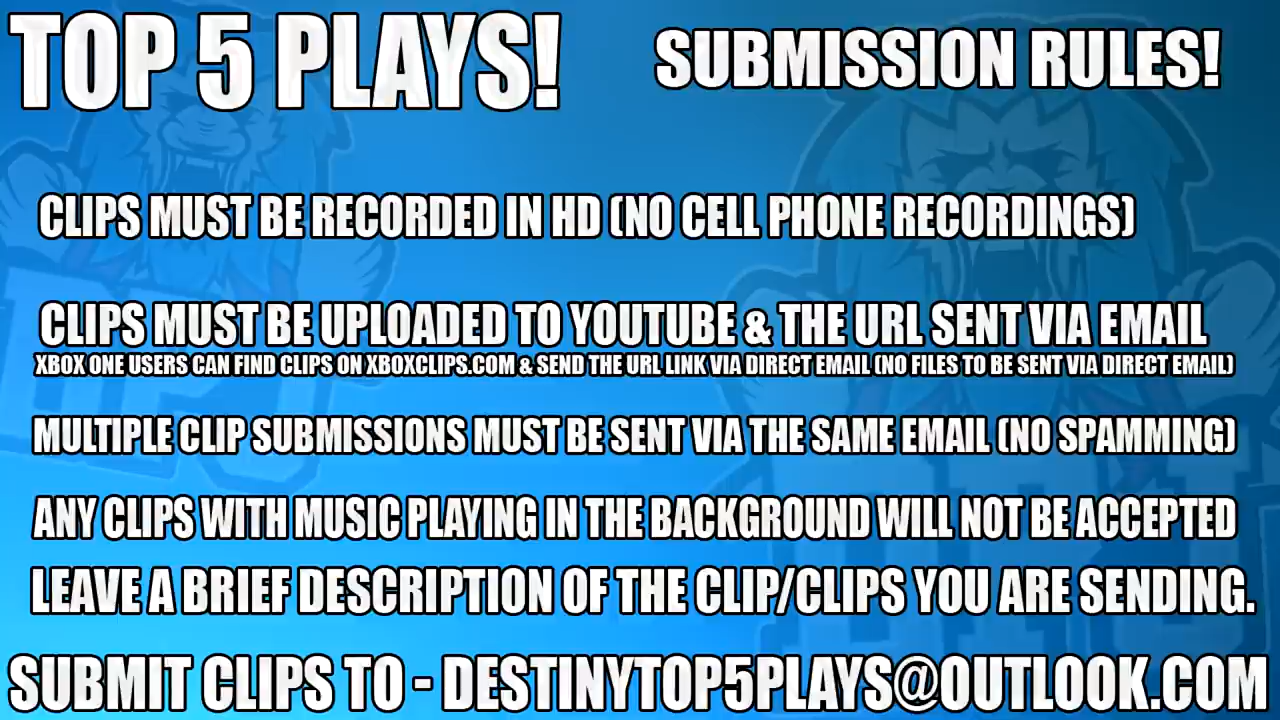 TOP 5 PLAYS!
SUBMISSION RULES!
CLIPS MUST BE RECORDED IN HD (NO CELL PHONE RECORDINGS)
CLIPS MUST BE UPLOADED TO YOUTUBE & THE URL SENT VIA EMAIL
XBOX ONE USERS CAN FIND CLIPS ON XBOXCLIPS.COM & SEND THE URL LINK VIA DIRECT EMAIL (NO FILES TO BE SENT VIA DIRECT EMAIL)
MULTIPLE CLIP SUBMISSIONS MUST BE SENT VIA THE SAME EMAIL (NO SPAMMING)
ANY CLIPS WITH MUSIC PLAYING IN THE BACKGROUND WILL NOT BE ACCEPTED
LEAVE A BRIEF DESCRIPTION OF THE CLIP/CLIPS YOU ARE SENDING.
SUBMIT CLIPS TO - DESTINYTOP5PLAYS@OUTLOOK.COM